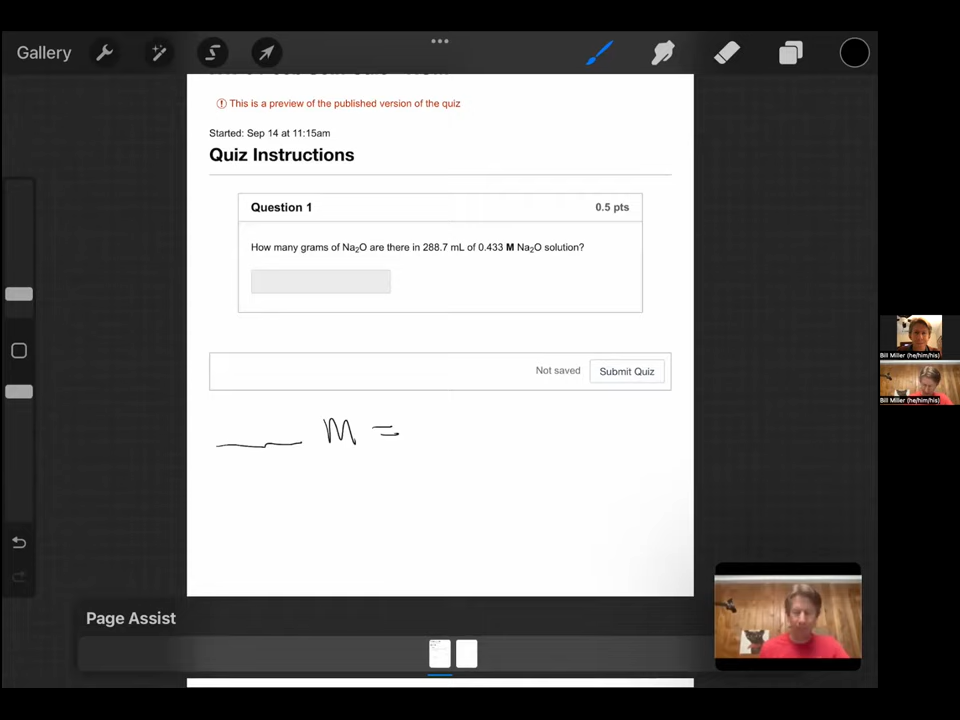 Gallery
This is a preview of the published version of the quiz
Started: Sep 14 at 11:15am
Quiz Instructions
Question 1 0.5 pts
How many grams of Na₂O are there in 288.7 mL of 0.433 M Na₂O solution?
Not saved Submit Quiz
____ M =
Page Assist
Bill Miller (he/him/his)
Bill Miller (he/him/his)